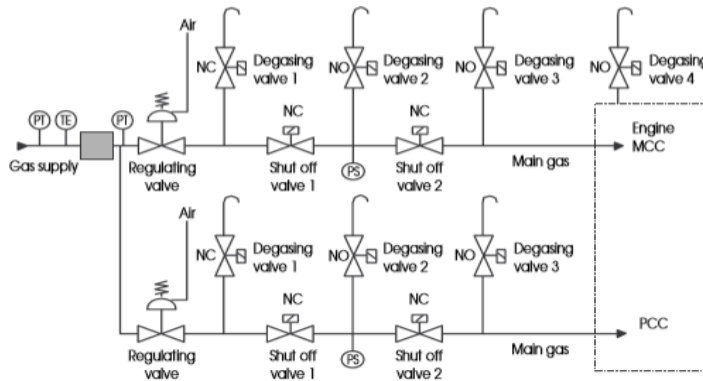 Air
NC Degasing valve 1
NO Degasing valve 2
NO Degasing valve 3
NO Degasing valve 4
PT TE PT
NC
NC
Engine
MCC
Gas supply
Regulating valve
Shut off valve 1
PS
Shut off valve 2
Main gas
Air
NC Degasing valve 1
NO Degasing valve 2
NO Degasing valve 3
NC
NC
PCC
Regulating valve
Shut off valve 1
PS
Shut off valve 2
Main gas